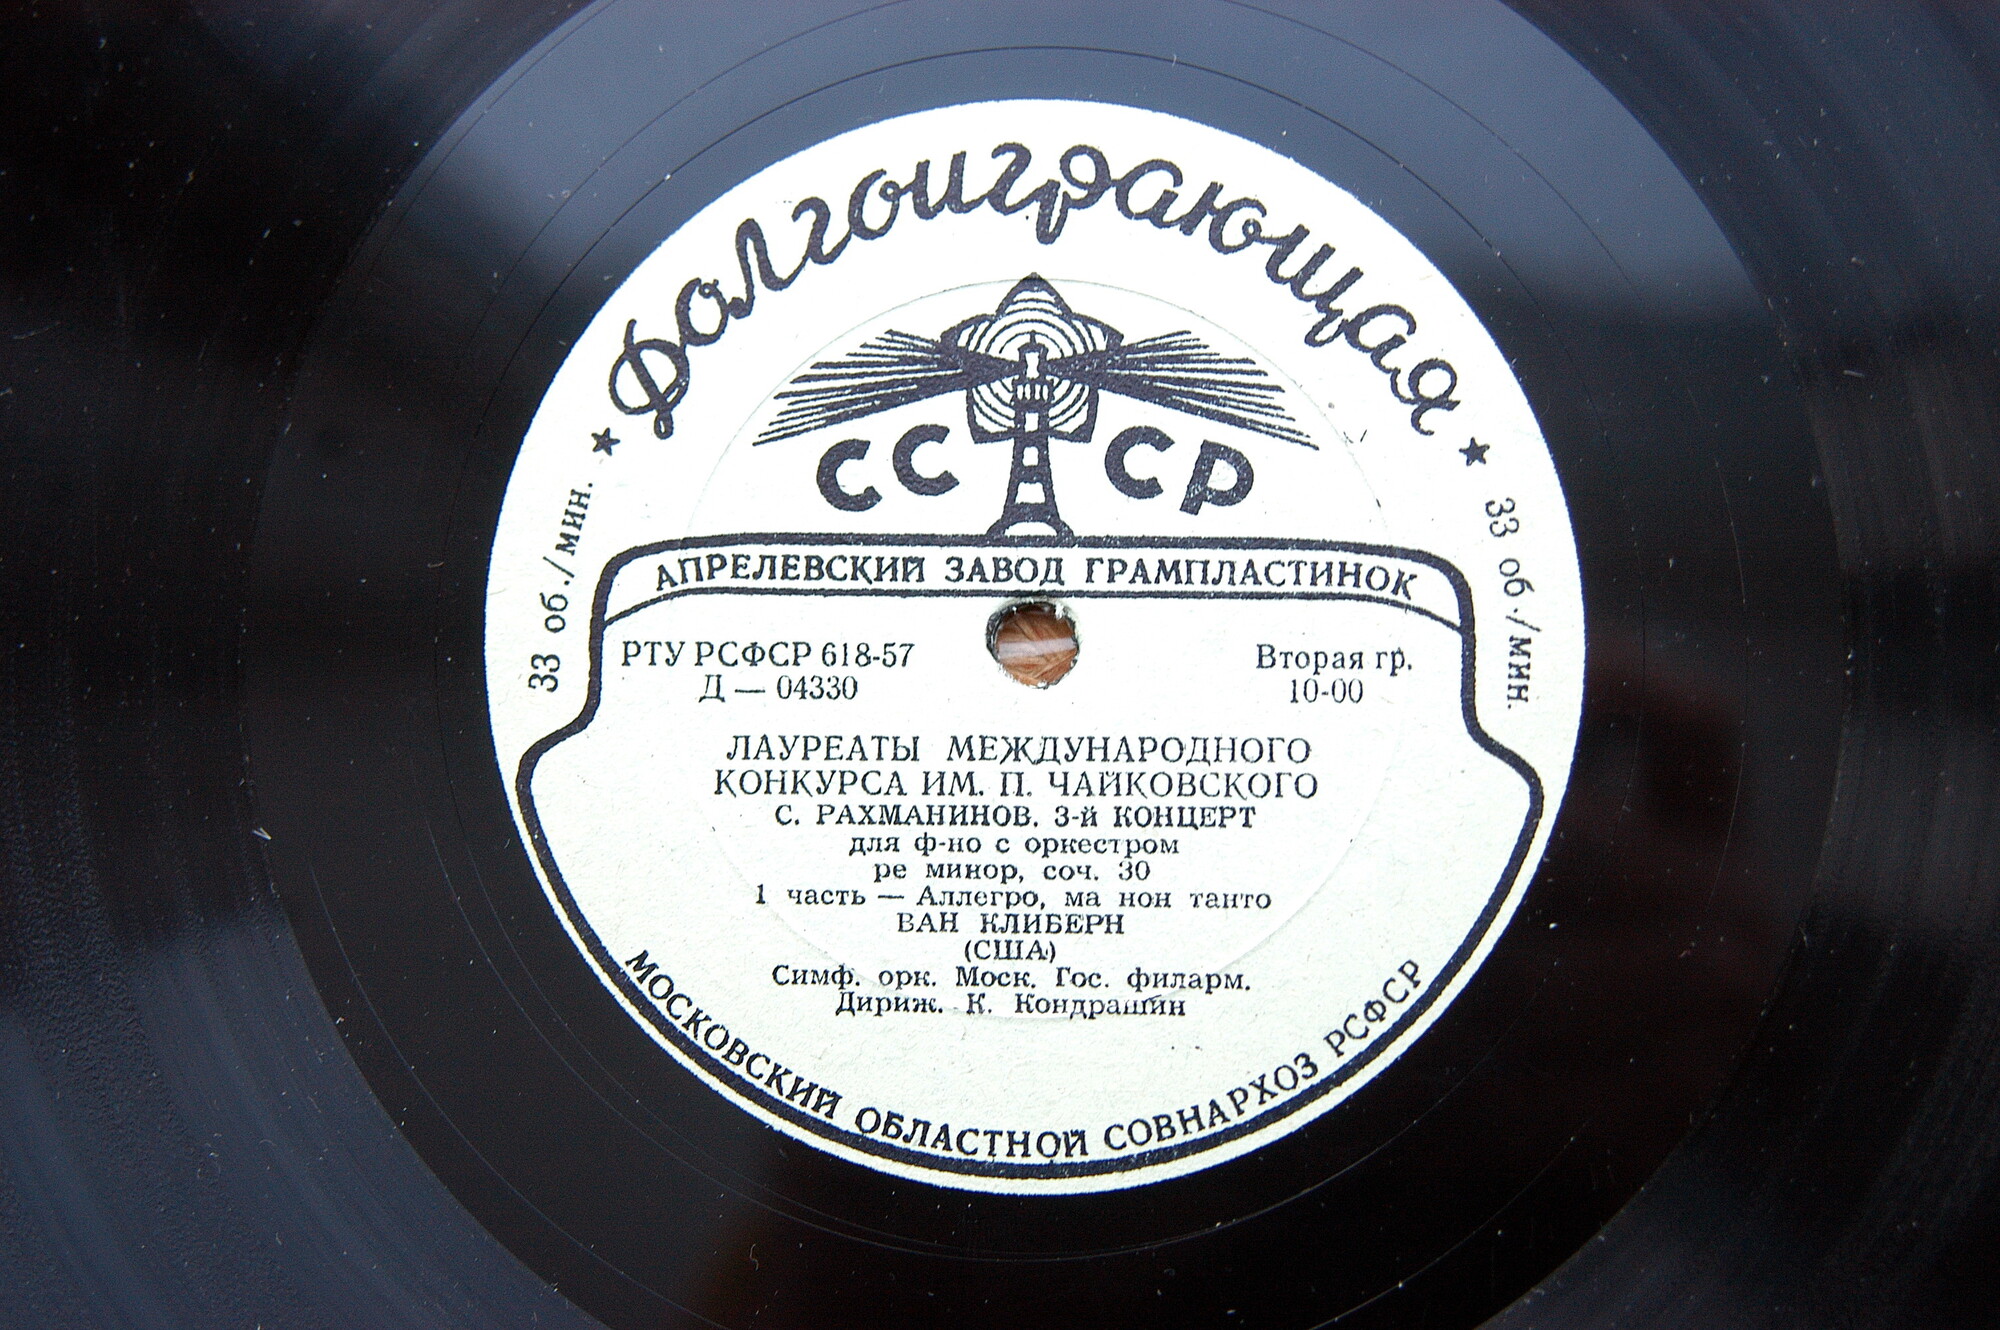 Долгоиграющая
СССР
33 об./мин.
33 об./мин.
АПРЕЛЕВСКИЙ ЗАВОД ГРАМПЛАСТИНОК
РТУ РСФСР 618-57
Д — 04330
Вторая гр.
10-00
ЛАУРЕАТЫ МЕЖДУНАРОДНОГО
КОНКУРСА ИМ. П. ЧАЙКОВСКОГО
С. РАХМАНИНОВ. 3-й КОНЦЕРТ
для ф-но с оркестром
ре минор, соч. 30
1 часть — Аллегро, ма нон танто
ВАН КЛИБЕРН
(США)
Симф. орк. Моск. Гос. филарм.
Дириж. К. Кондрашин
МОСКОВСКИЙ ОБЛАСТНОЙ СОВНАРХОЗ РСФСР